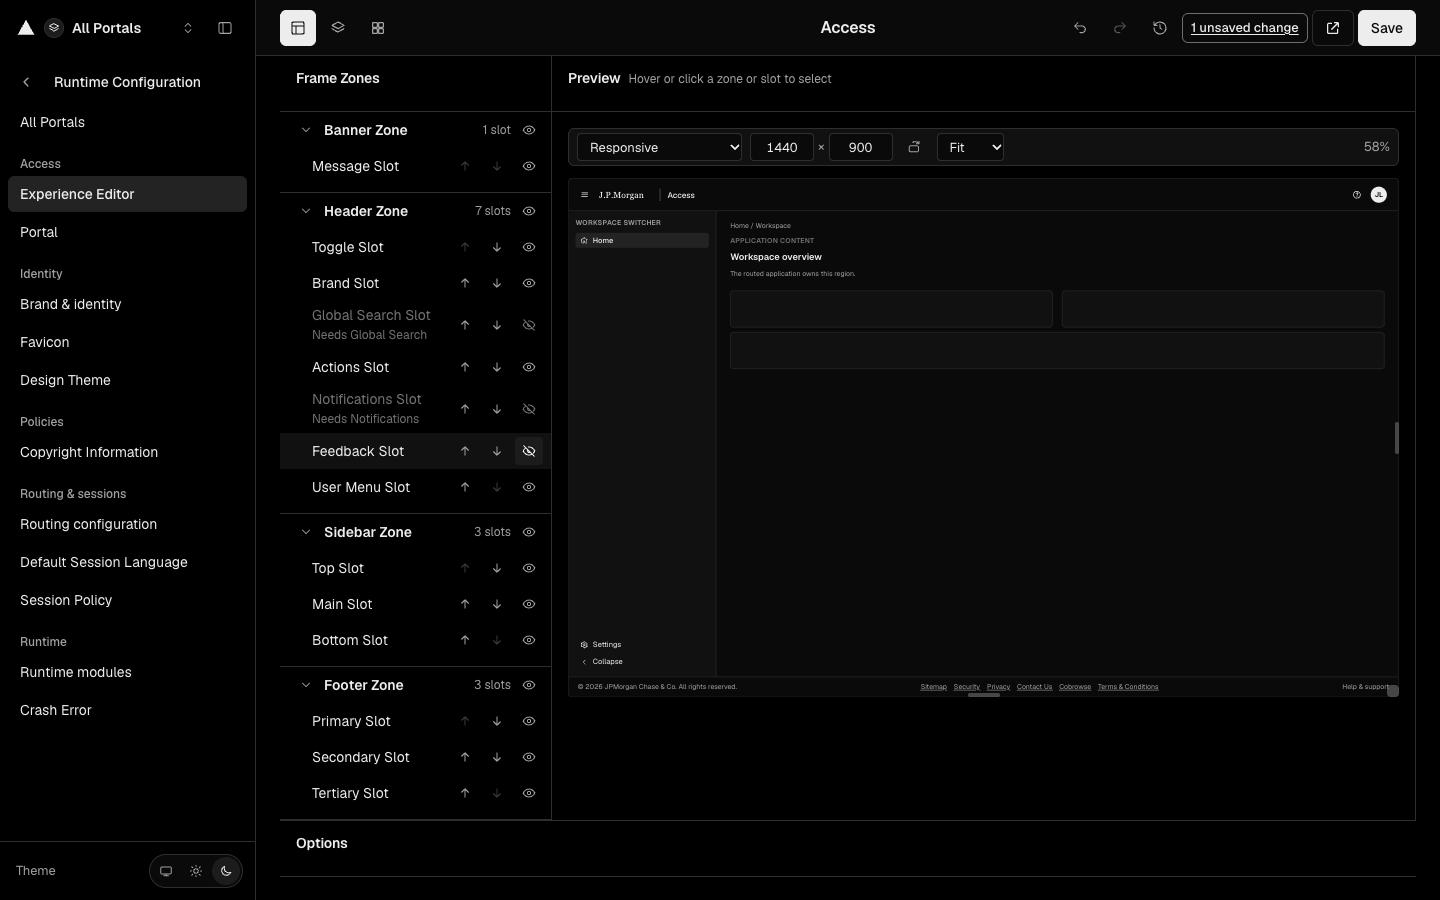 All Portals
Access
1 unsaved change
Save
Runtime Configuration
All Portals
Access
Experience Editor
Portal
Identity
Brand & identity
Favicon
Design Theme
Policies
Copyright Information
Routing & sessions
Routing configuration
Default Session Language
Session Policy
Runtime
Runtime modules
Crash Error
Theme
Frame Zones
Banner Zone 1 slot
Message Slot
Header Zone 7 slots
Toggle Slot
Brand Slot
Global Search Slot
Needs Global Search
Actions Slot
Notifications Slot
Needs Notifications
Feedback Slot
User Menu Slot
Sidebar Zone 3 slots
Top Slot
Main Slot
Bottom Slot
Footer Zone 3 slots
Primary Slot
Secondary Slot
Tertiary Slot
Preview Hover or click a zone or slot to select
Responsive 1440 × 900 Fit 58%
J.P.Morgan Access JL
WORKSPACE SWITCHER
Home
Home / Workspace
APPLICATION CONTENT
Workspace overview
The routed application owns this region.
Settings
Collapse
© 2026 JPMorgan Chase & Co. All rights reserved. Sitemap Security Privacy Contact Us Cobrowse Terms & Conditions Help & support
Options